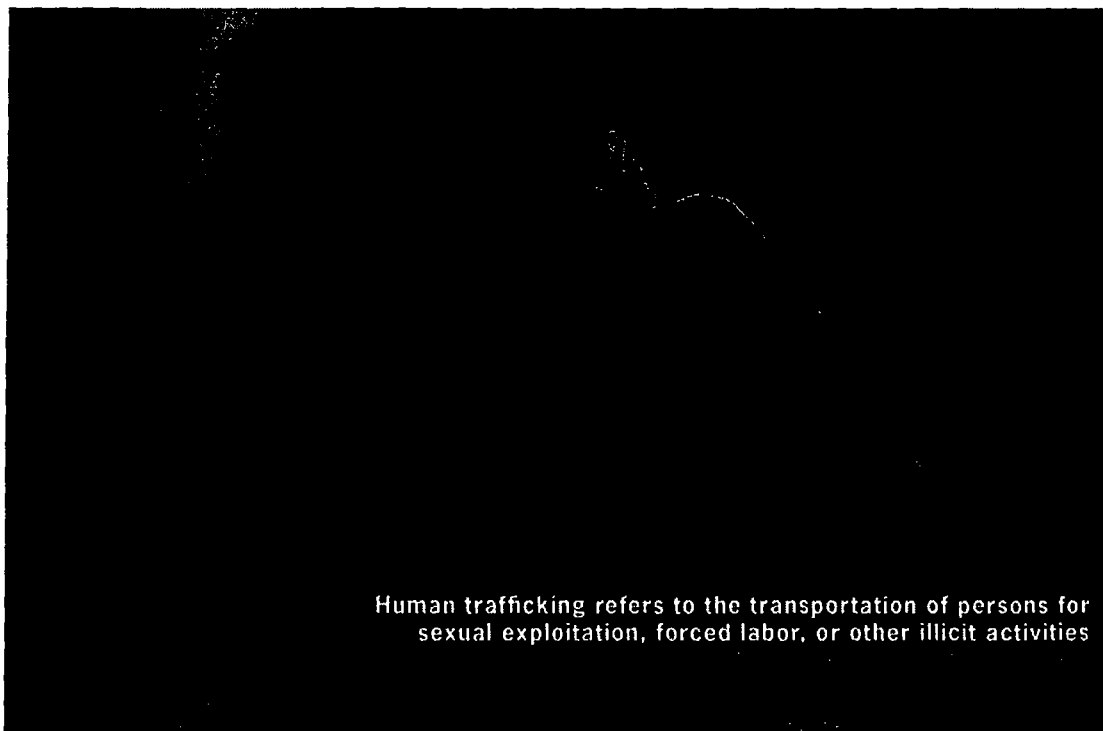 Human trafficking refers to the transportation of persons for
sexual exploitation, forced labor, or other illicit activities